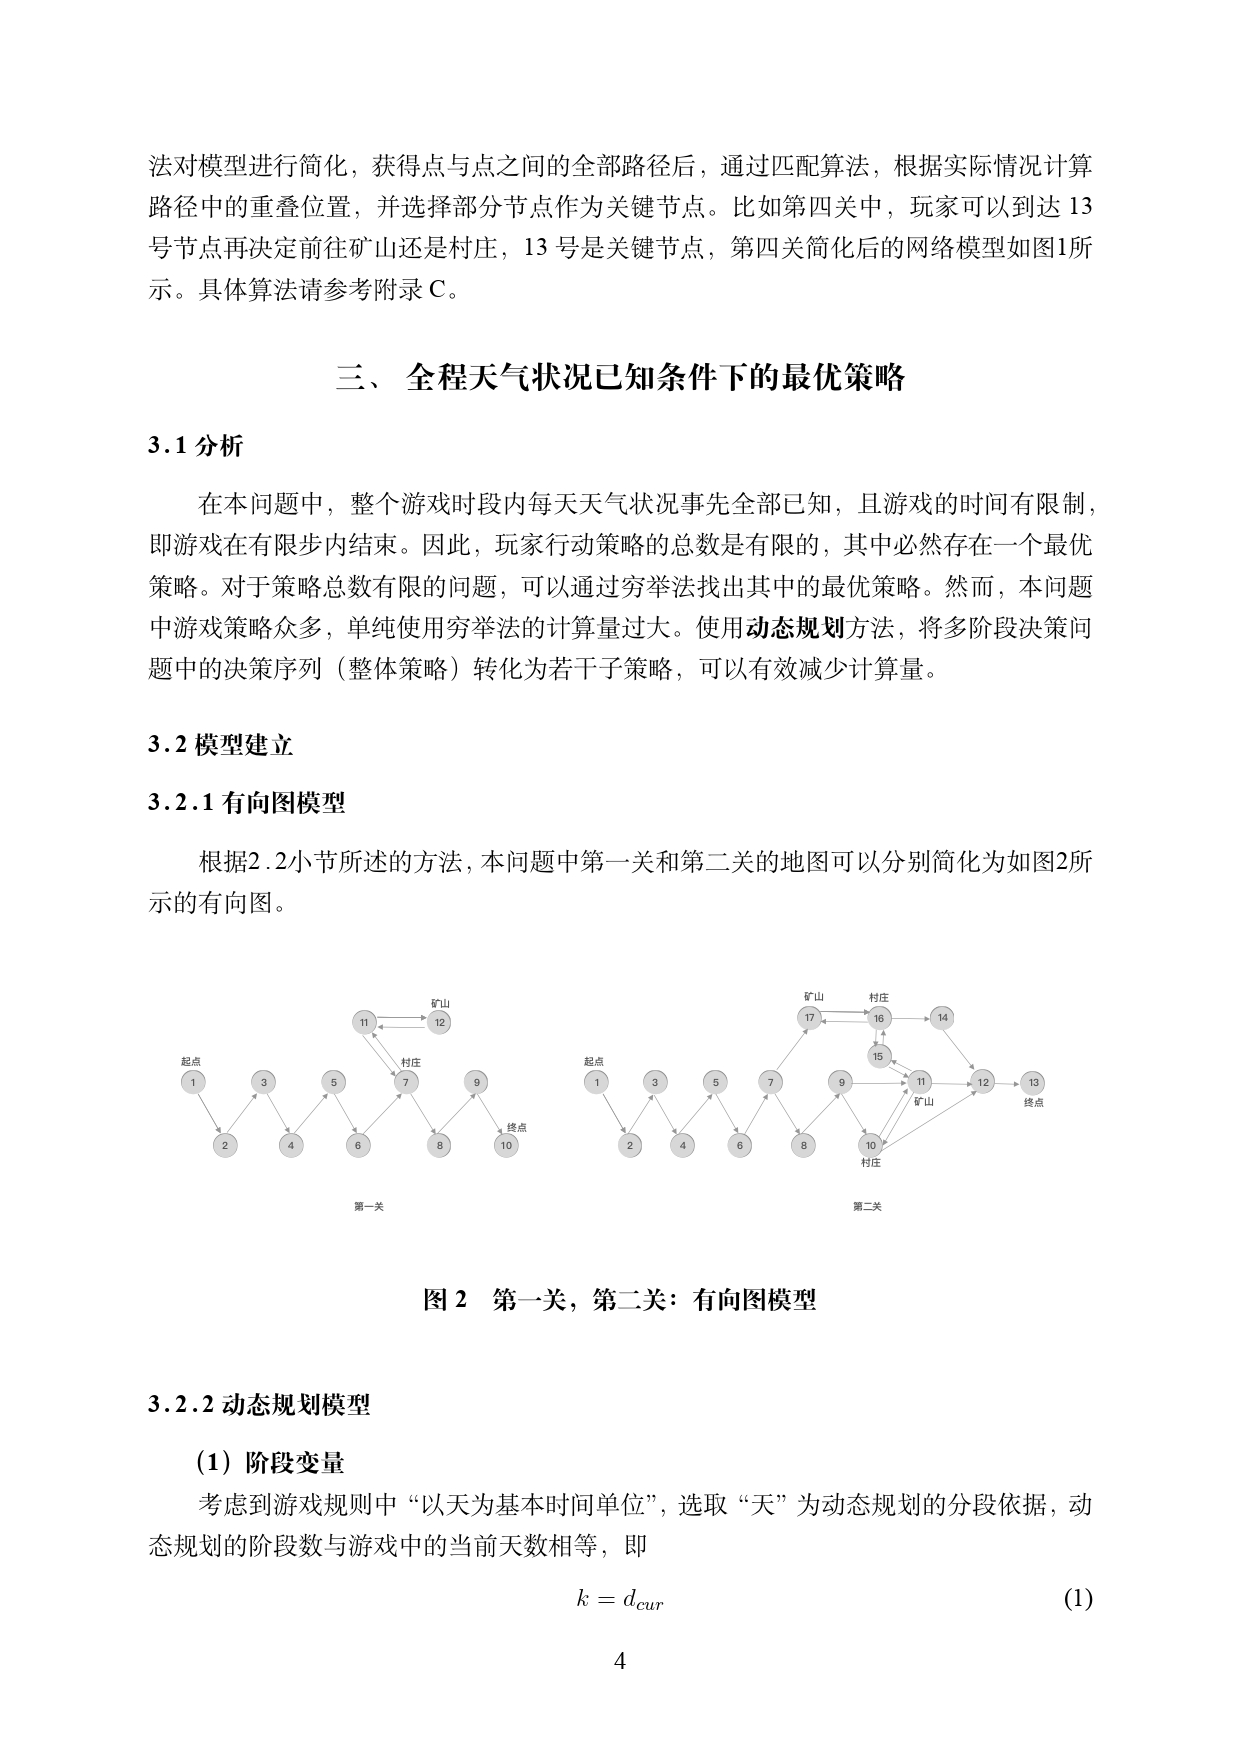 法对模型进行简化，获得点与点之间的全部路径后，通过匹配算法，根据实际情况计算
路径中的重叠位置，并选择部分节点作为关键节点。比如第四关中，玩家可以到达 13
号节点再决定前往矿山还是村庄，13 号是关键节点，第四关简化后的网络模型如图1所
示。具体算法请参考附录 C。
三、 全程天气状况已知条件下的最优策略
3.1 分析
在本问题中，整个游戏时段内每天天气状况事先全部已知，且游戏的时间有限制，
即游戏在有限步内结束。因此，玩家行动策略的总数是有限的，其中必然存在一个最优
策略。对于策略总数有限的问题，可以通过穷举法找出其中的最优策略。然而，本问题
中游戏策略众多，单纯使用穷举法的计算量过大。使用动态规划方法，将多阶段决策问
题中的决策序列（整体策略）转化为若干子策略，可以有效减少计算量。
3.2 模型建立
3.2.1 有向图模型
根据2.2小节所述的方法，本问题中第一关和第二关的地图可以分别简化为如图2所
示的有向图。
矿山
11 12
起点 村庄
1 3 5 7 9
终点
2 4 6 8 10
第一关
矿山 村庄
17 16 14
15
起点
1 3 5 7 9 11 12 13
矿山 终点
2 4 6 8 10
村庄
第二关
图 2 第一关，第二关：有向图模型
3.2.2 动态规划模型
（1）阶段变量
考虑到游戏规则中“以天为基本时间单位”，选取“天”为动态规划的分段依据，动
态规划的阶段数与游戏中的当前天数相等，即
k = d_{cur} (1)
4